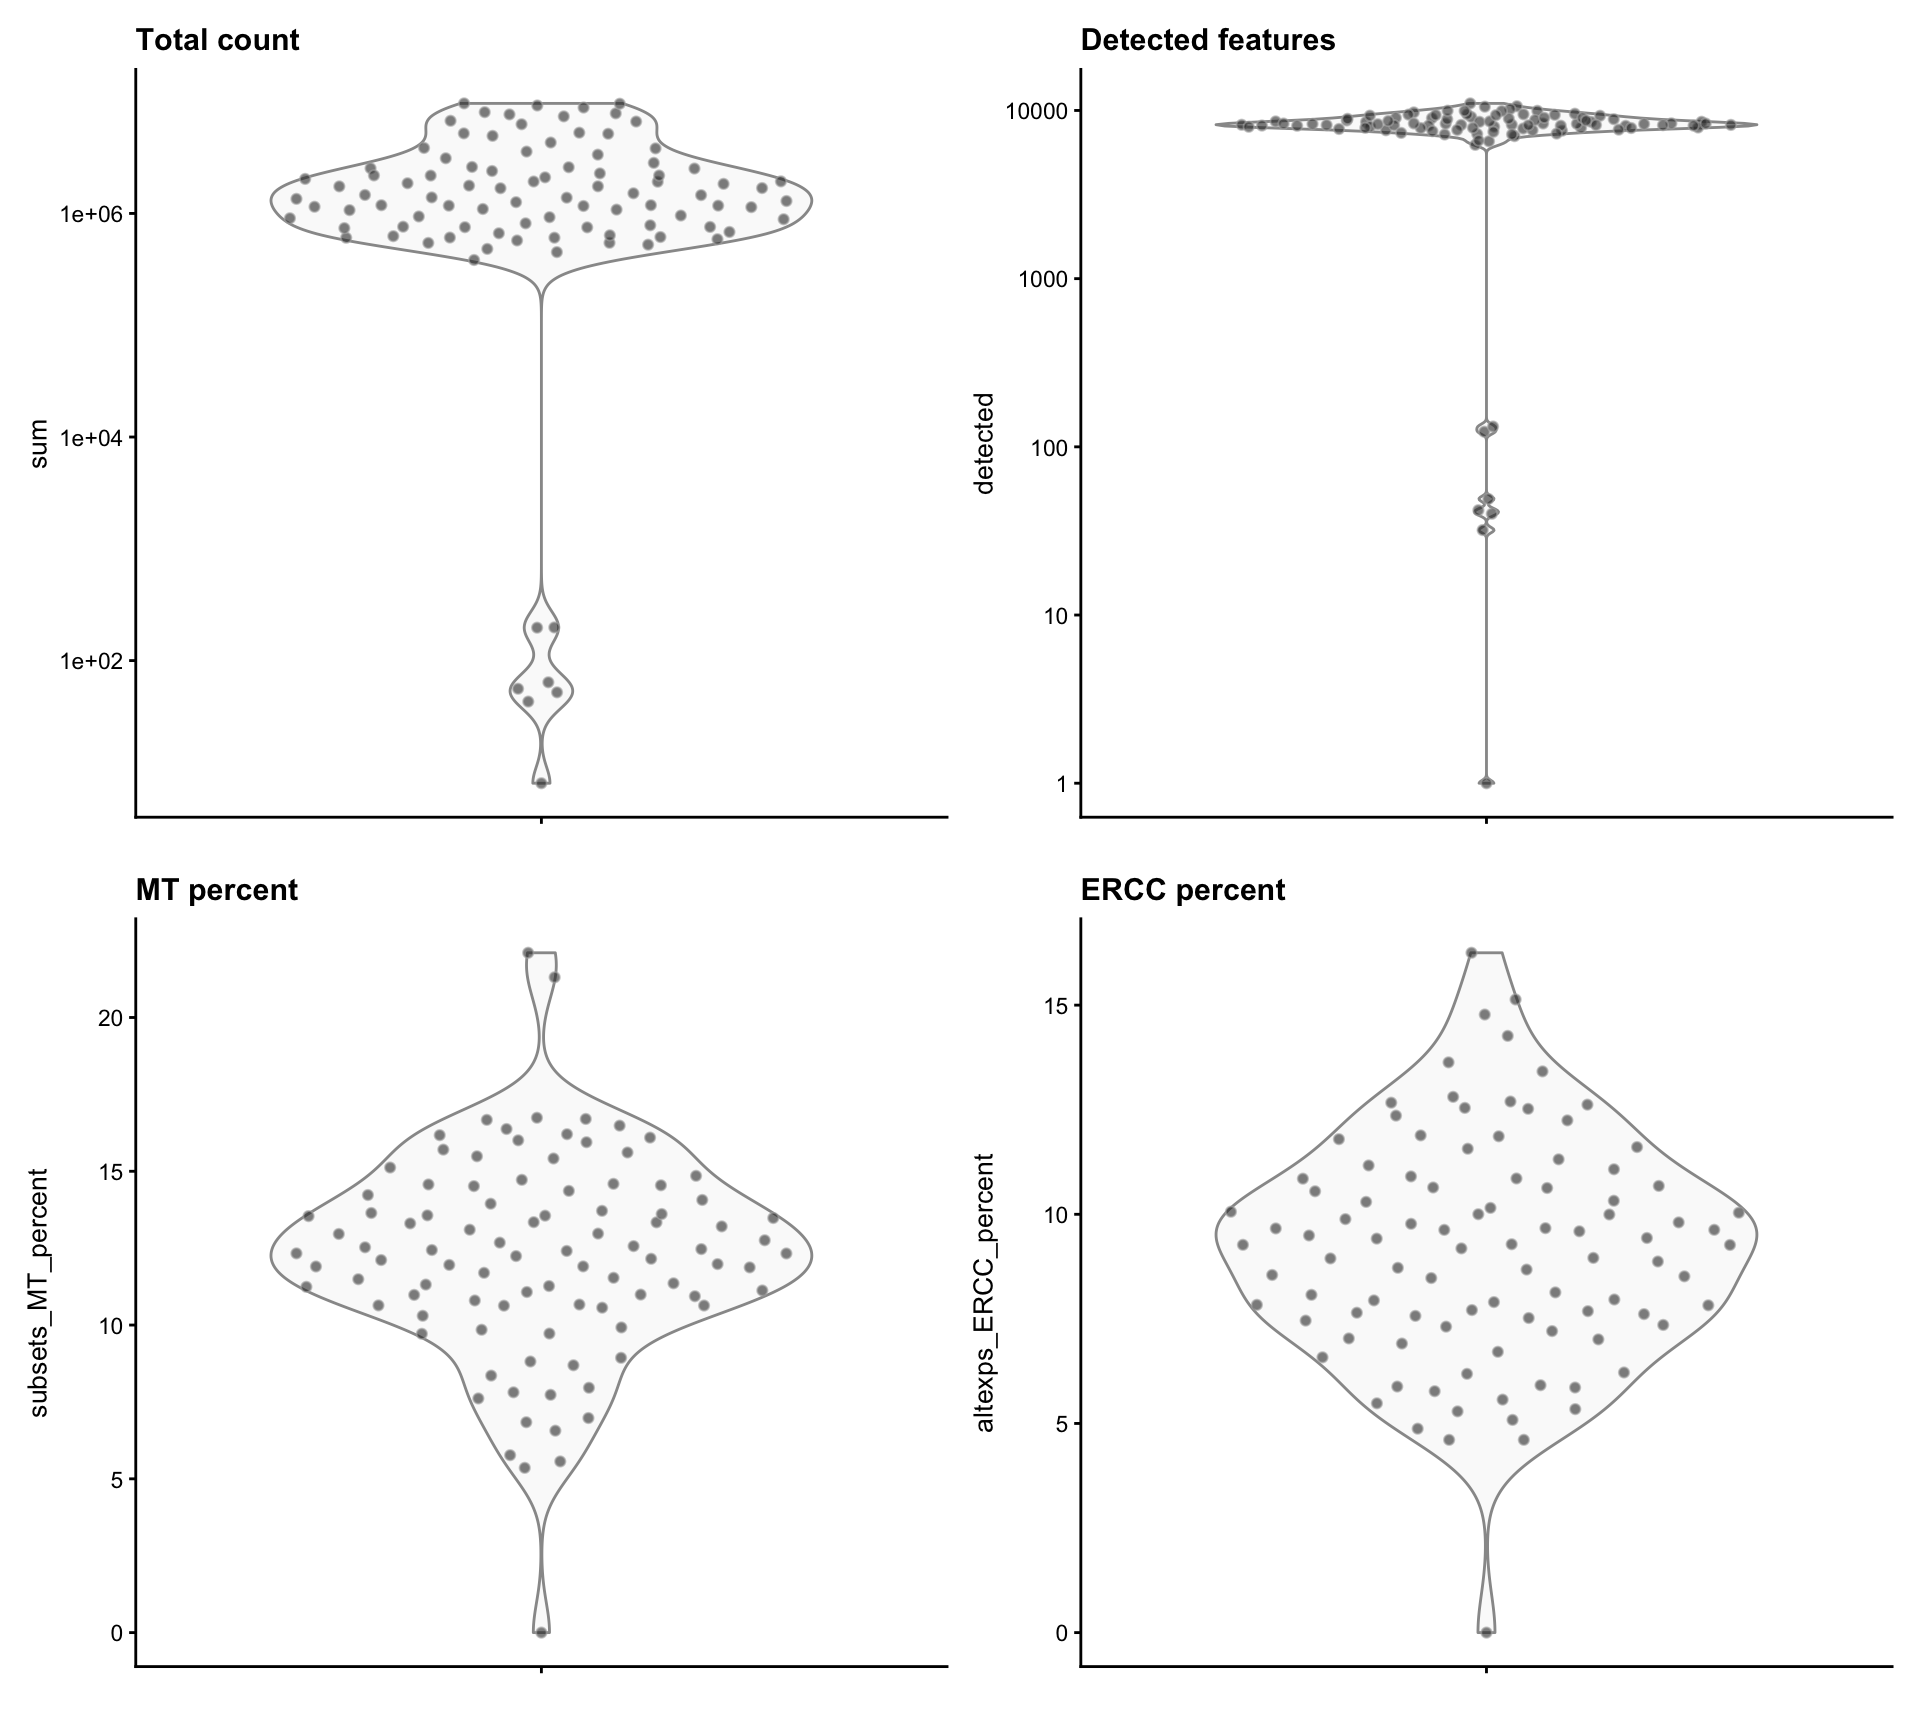 Total count
sum
1e+06
1e+04
1e+02
Detected features
detected
10000
1000
100
10
1
MT percent
subsets_MT_percent
20
15
10
5
0
ERCC percent
altexps_ERCC_percent
15
10
5
0